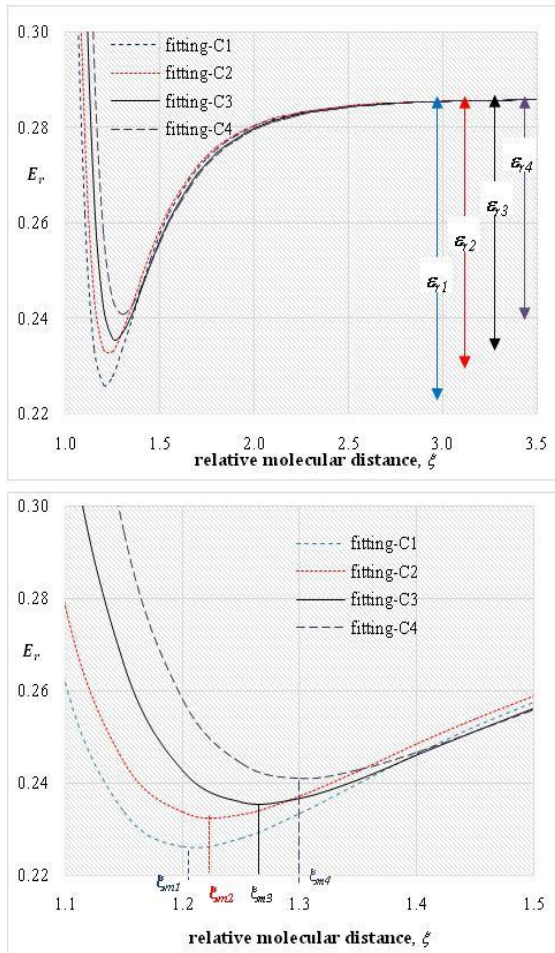 0.30
fitting-C1
fitting-C2
0.28
fitting-C3
fitting-C4
E_r
0.26
0.24
0.22
ε_r1
ε_r2
ε_r3
ε_r4
1.0 1.5 2.0 2.5 3.0 3.5
relative molecular distance, ξ
0.30
fitting-C1
fitting-C2
0.28
fitting-C3
fitting-C4
E_r
0.26
0.24
0.22
ξ_m1 ξ_m2 ξ_m3 ξ_m4
1.1 1.2 1.3 1.4 1.5
relative molecular distance, ξ